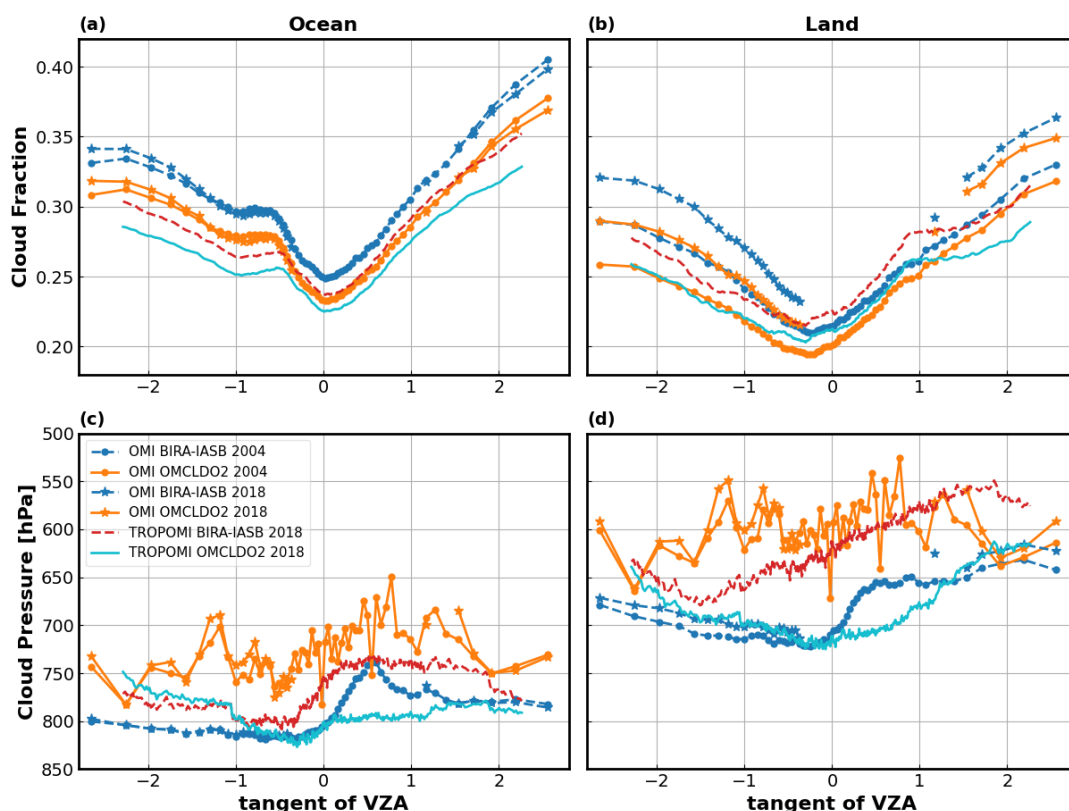 (a) Ocean
(b) Land
0.40
0.35
0.30
0.25
0.20
Cloud Fraction
−2 −1 0 1 2
−2 −1 0 1 2
(c)
(d)
500
550
600
650
700
750
800
850
Cloud Pressure [hPa]
OMI BIRA-IASB 2004
OMI OMCLDO2 2004
OMI BIRA-IASB 2018
OMI OMCLDO2 2018
TROPOMI BIRA-IASB 2018
TROPOMI OMCLDO2 2018
−2 −1 0 1 2
−2 −1 0 1 2
tangent of VZA
tangent of VZA